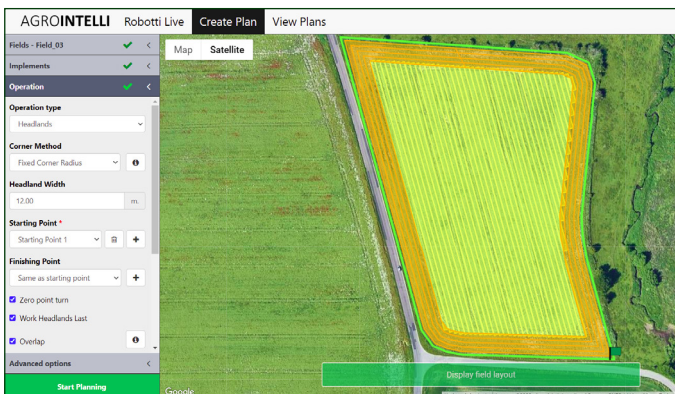 AGROINTELLI Robotti Live Create Plan View Plans
Fields - Field_03
Implements
Operation
Operation type
Headlands
Corner Method
Fixed Corner Radius
Headland Width
12.00 m.
Starting Point *
Starting Point 1
Finishing Point
Same as starting point
Zero point turn
Work Headlands Last
Overlap
Advanced options
Start Planning
Map Satellite
Display field layout
Google